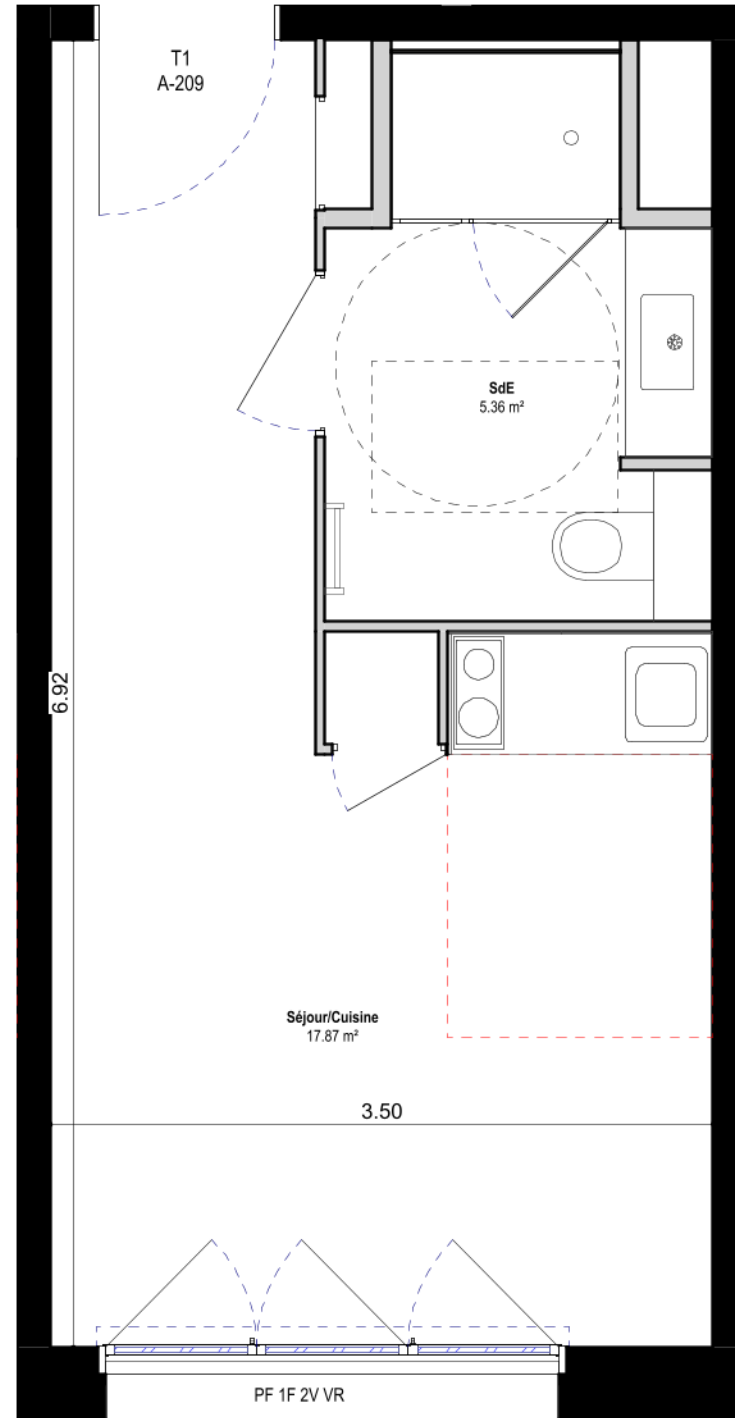 T1
A-209
SdE
5.36 m²
6.92
Séjour/Cuisine
17.87 m²
3.50
PF 1F 2V VR